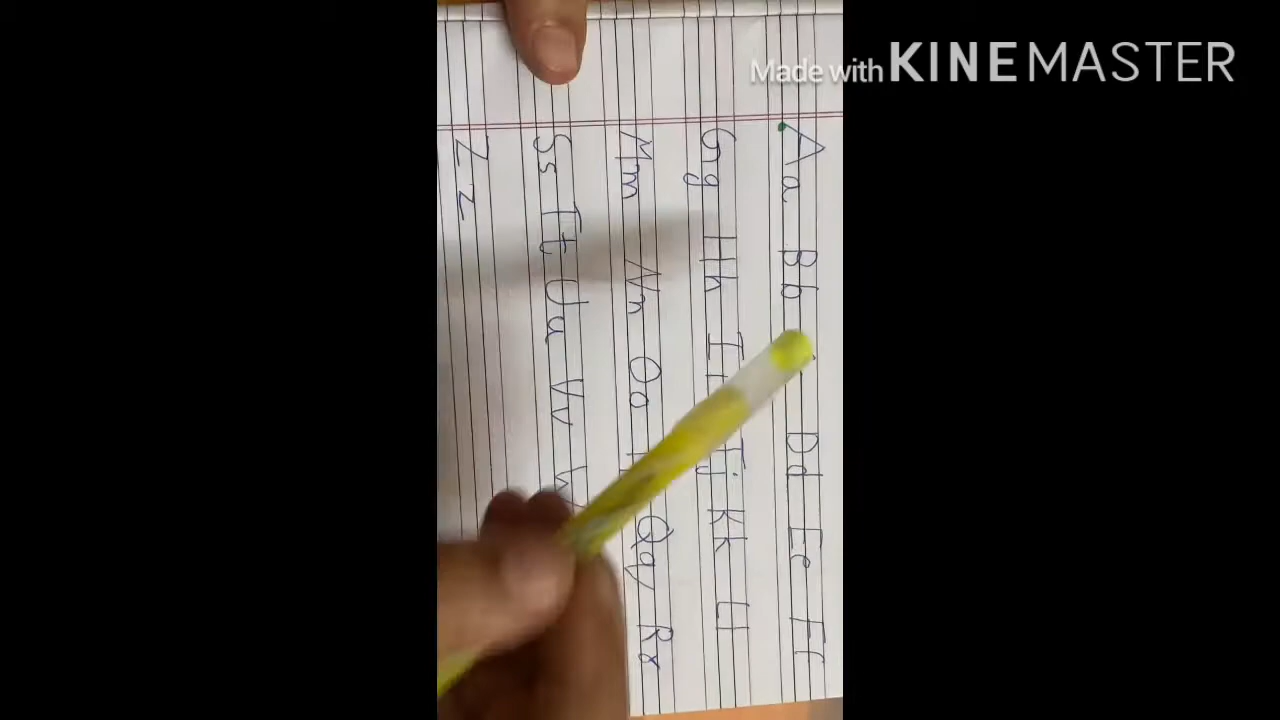 Made with KINEMASTER
Aa Bb Dd Ee Ff
Gg Hh Ii Jj Kk Ll
Mm Nn Oo Qq Rr
Ss Tt Uu Vv W
Zz